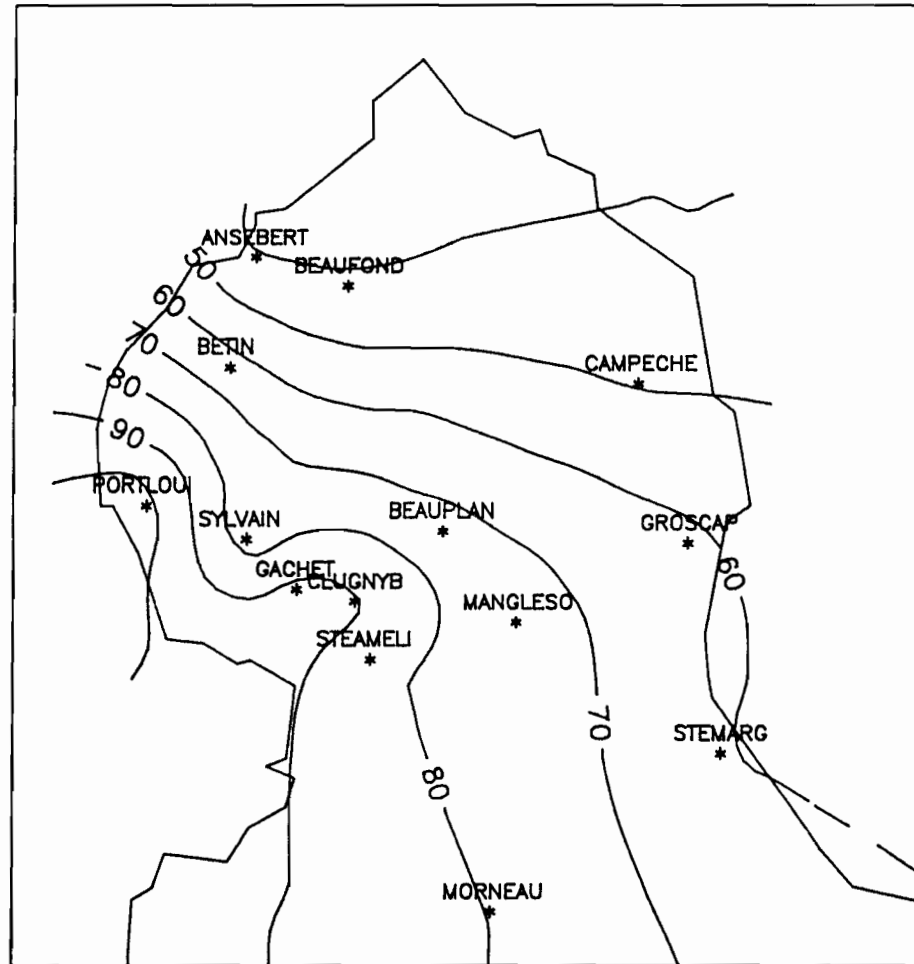 ANSEBERT
50
BEAUFOND
60
70
BETIN
CAMPECHE
80
90
PORTLOUI
SYLVAIN
BEAUPLAN
GROSCAP
GACHET
CLUGNYB
60
MANGLESO
STEAMELI
70
STEMARG
80
MORNEAU